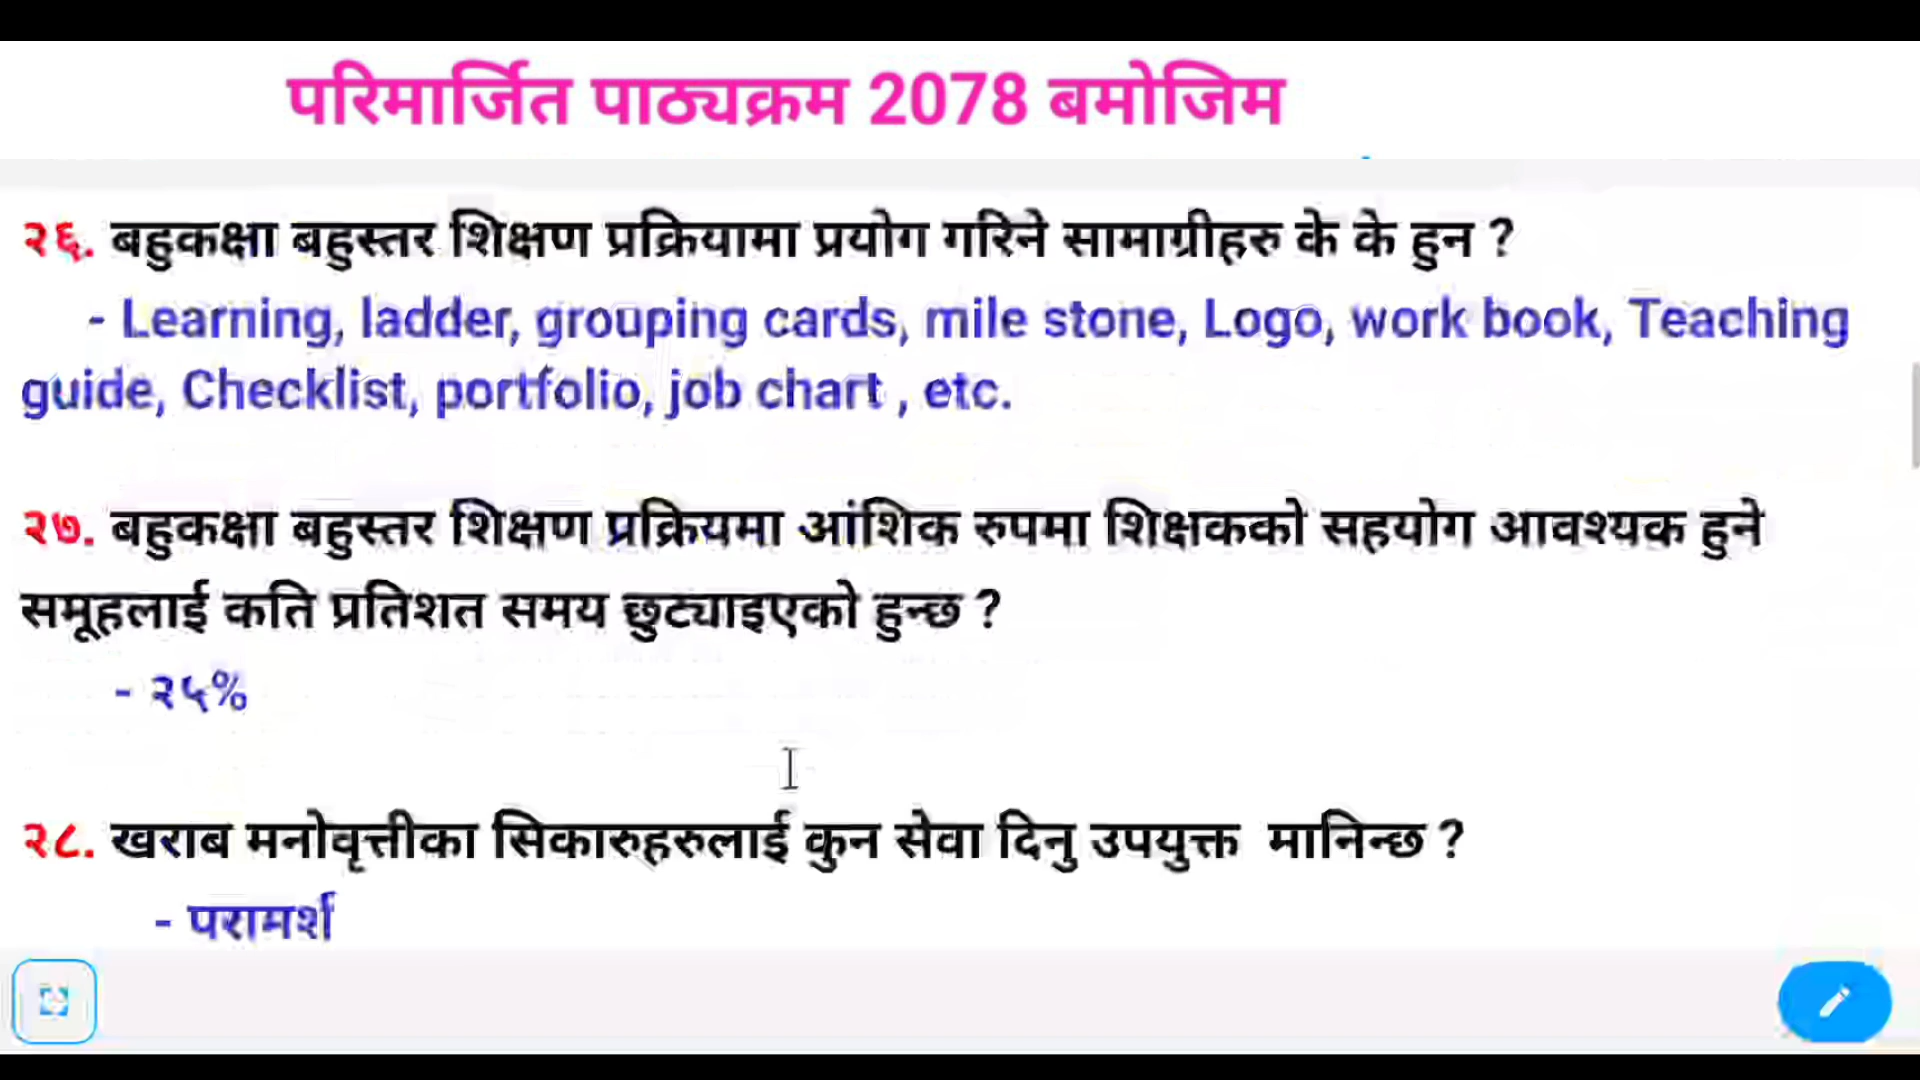 परिमार्जित पाठ्यक्रम 2078 बमोजिम
२६. बहुकक्षा बहुस्तर शिक्षण प्रक्रियामा प्रयोग गरिने सामाग्रीहरु के के हुन ?
- Learning, ladder, grouping cards, mile stone, Logo, work book, Teaching
guide, Checklist, portfolio, job chart , etc.
२७. बहुकक्षा बहुस्तर शिक्षण प्रक्रियमा आंशिक रुपमा शिक्षकको सहयोग आवश्यक हुने
समूहलाई कति प्रतिशत समय छुट्याइएको हुन्छ ?
- २५%
२८. खराब मनोवृत्तीका सिकारुहरुलाई कुन सेवा दिनु उपयुक्त मानिन्छ ?
- परामर्श